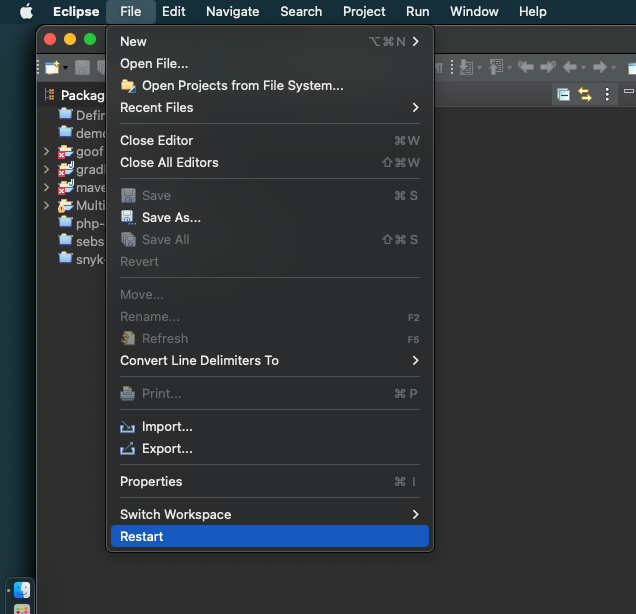 Eclipse File Edit Navigate Search Project Run Window Help
New ⌥⌘N
Open File...
Open Projects from File System...
Recent Files
Close Editor ⌘W
Close All Editors ⇧⌘W
Save ⌘S
Save As...
Save All ⇧⌘S
Revert
Move...
Rename... F2
Refresh F5
Convert Line Delimiters To
Print... ⌘P
Import...
Export...
Properties ⌘I
Switch Workspace
Restart
Packag
Defin
demo
goof
gradl
mave
Multi
php-
sebs
snyk